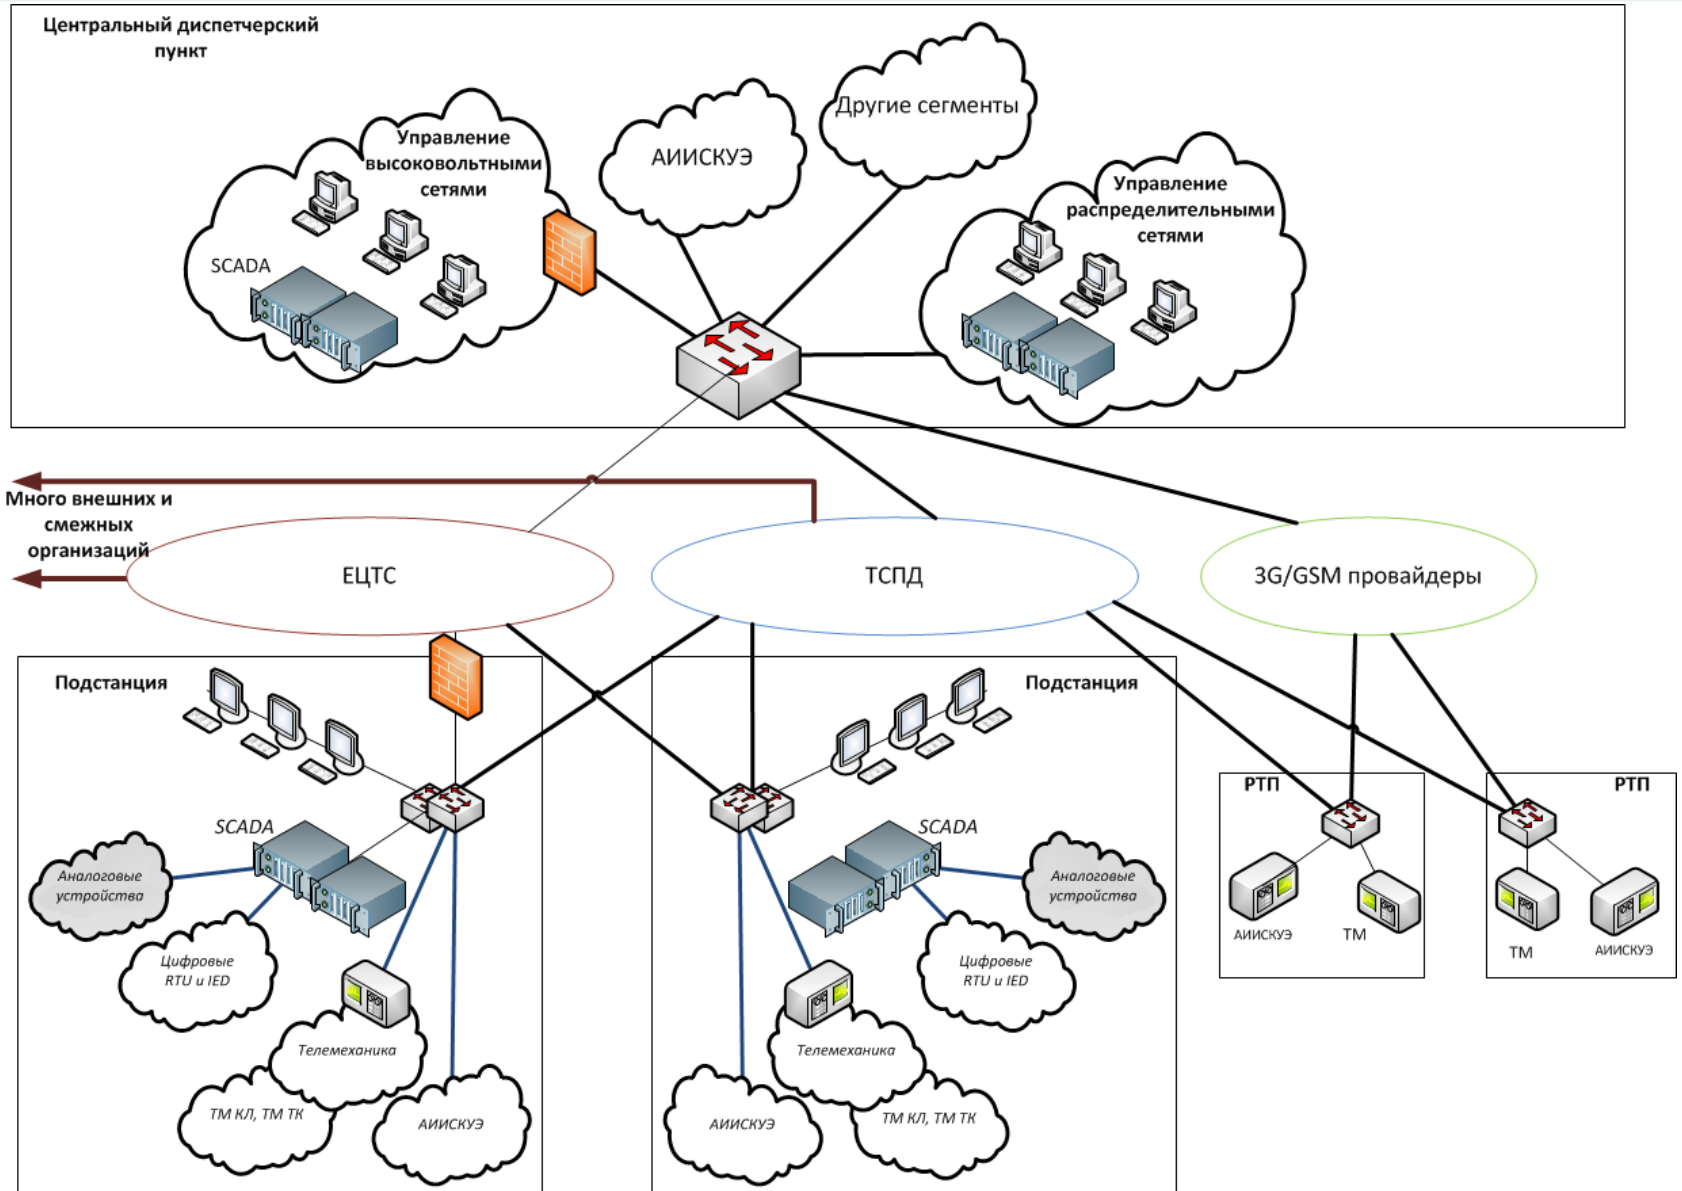 Центральный диспетчерский
пункт
Другие сегменты
Управление
высоковольтными
сетями
АИИСКУЭ
Управление
распределительными
сетями
SCADA
Много внешних и
смежных
организаций
ЕЦТС
ТСПД
3G/GSM провайдеры
Подстанция
Подстанция
РТП
РТП
SCADA
SCADA
Аналоговые
устройства
Аналоговые
устройства
АИИСКУЭ
ТМ
ТМ
АИИСКУЭ
Цифровые
RTU и IED
Цифровые
RTU и IED
Телемеханика
Телемеханика
ТМ КЛ, ТМ ТК
АИИСКУЭ
АИИСКУЭ
ТМ КЛ, ТМ ТК